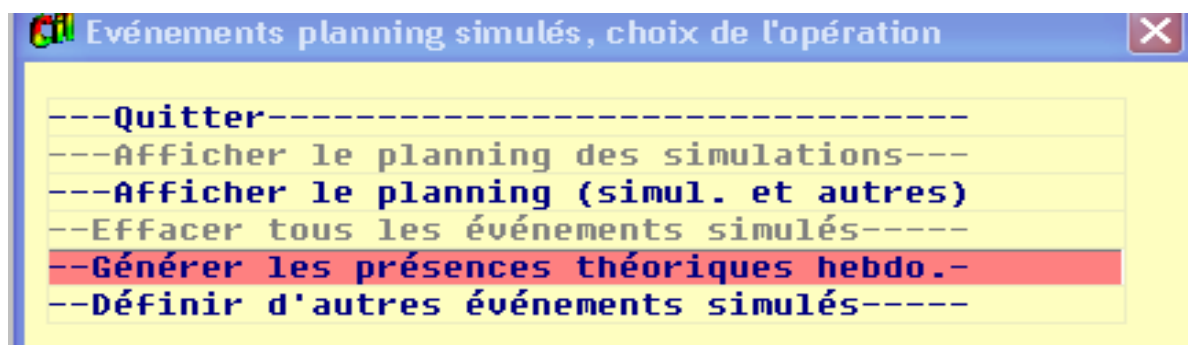 Evénements planning simulés, choix de l'opération
---Quitter---------------------------------
---Afficher le planning des simulations---
---Afficher le planning (simul. et autres)
--Effacer tous les événements simulés-----
--Générer les présences théoriques hebdo.-
--Définir d'autres événements simulés-----